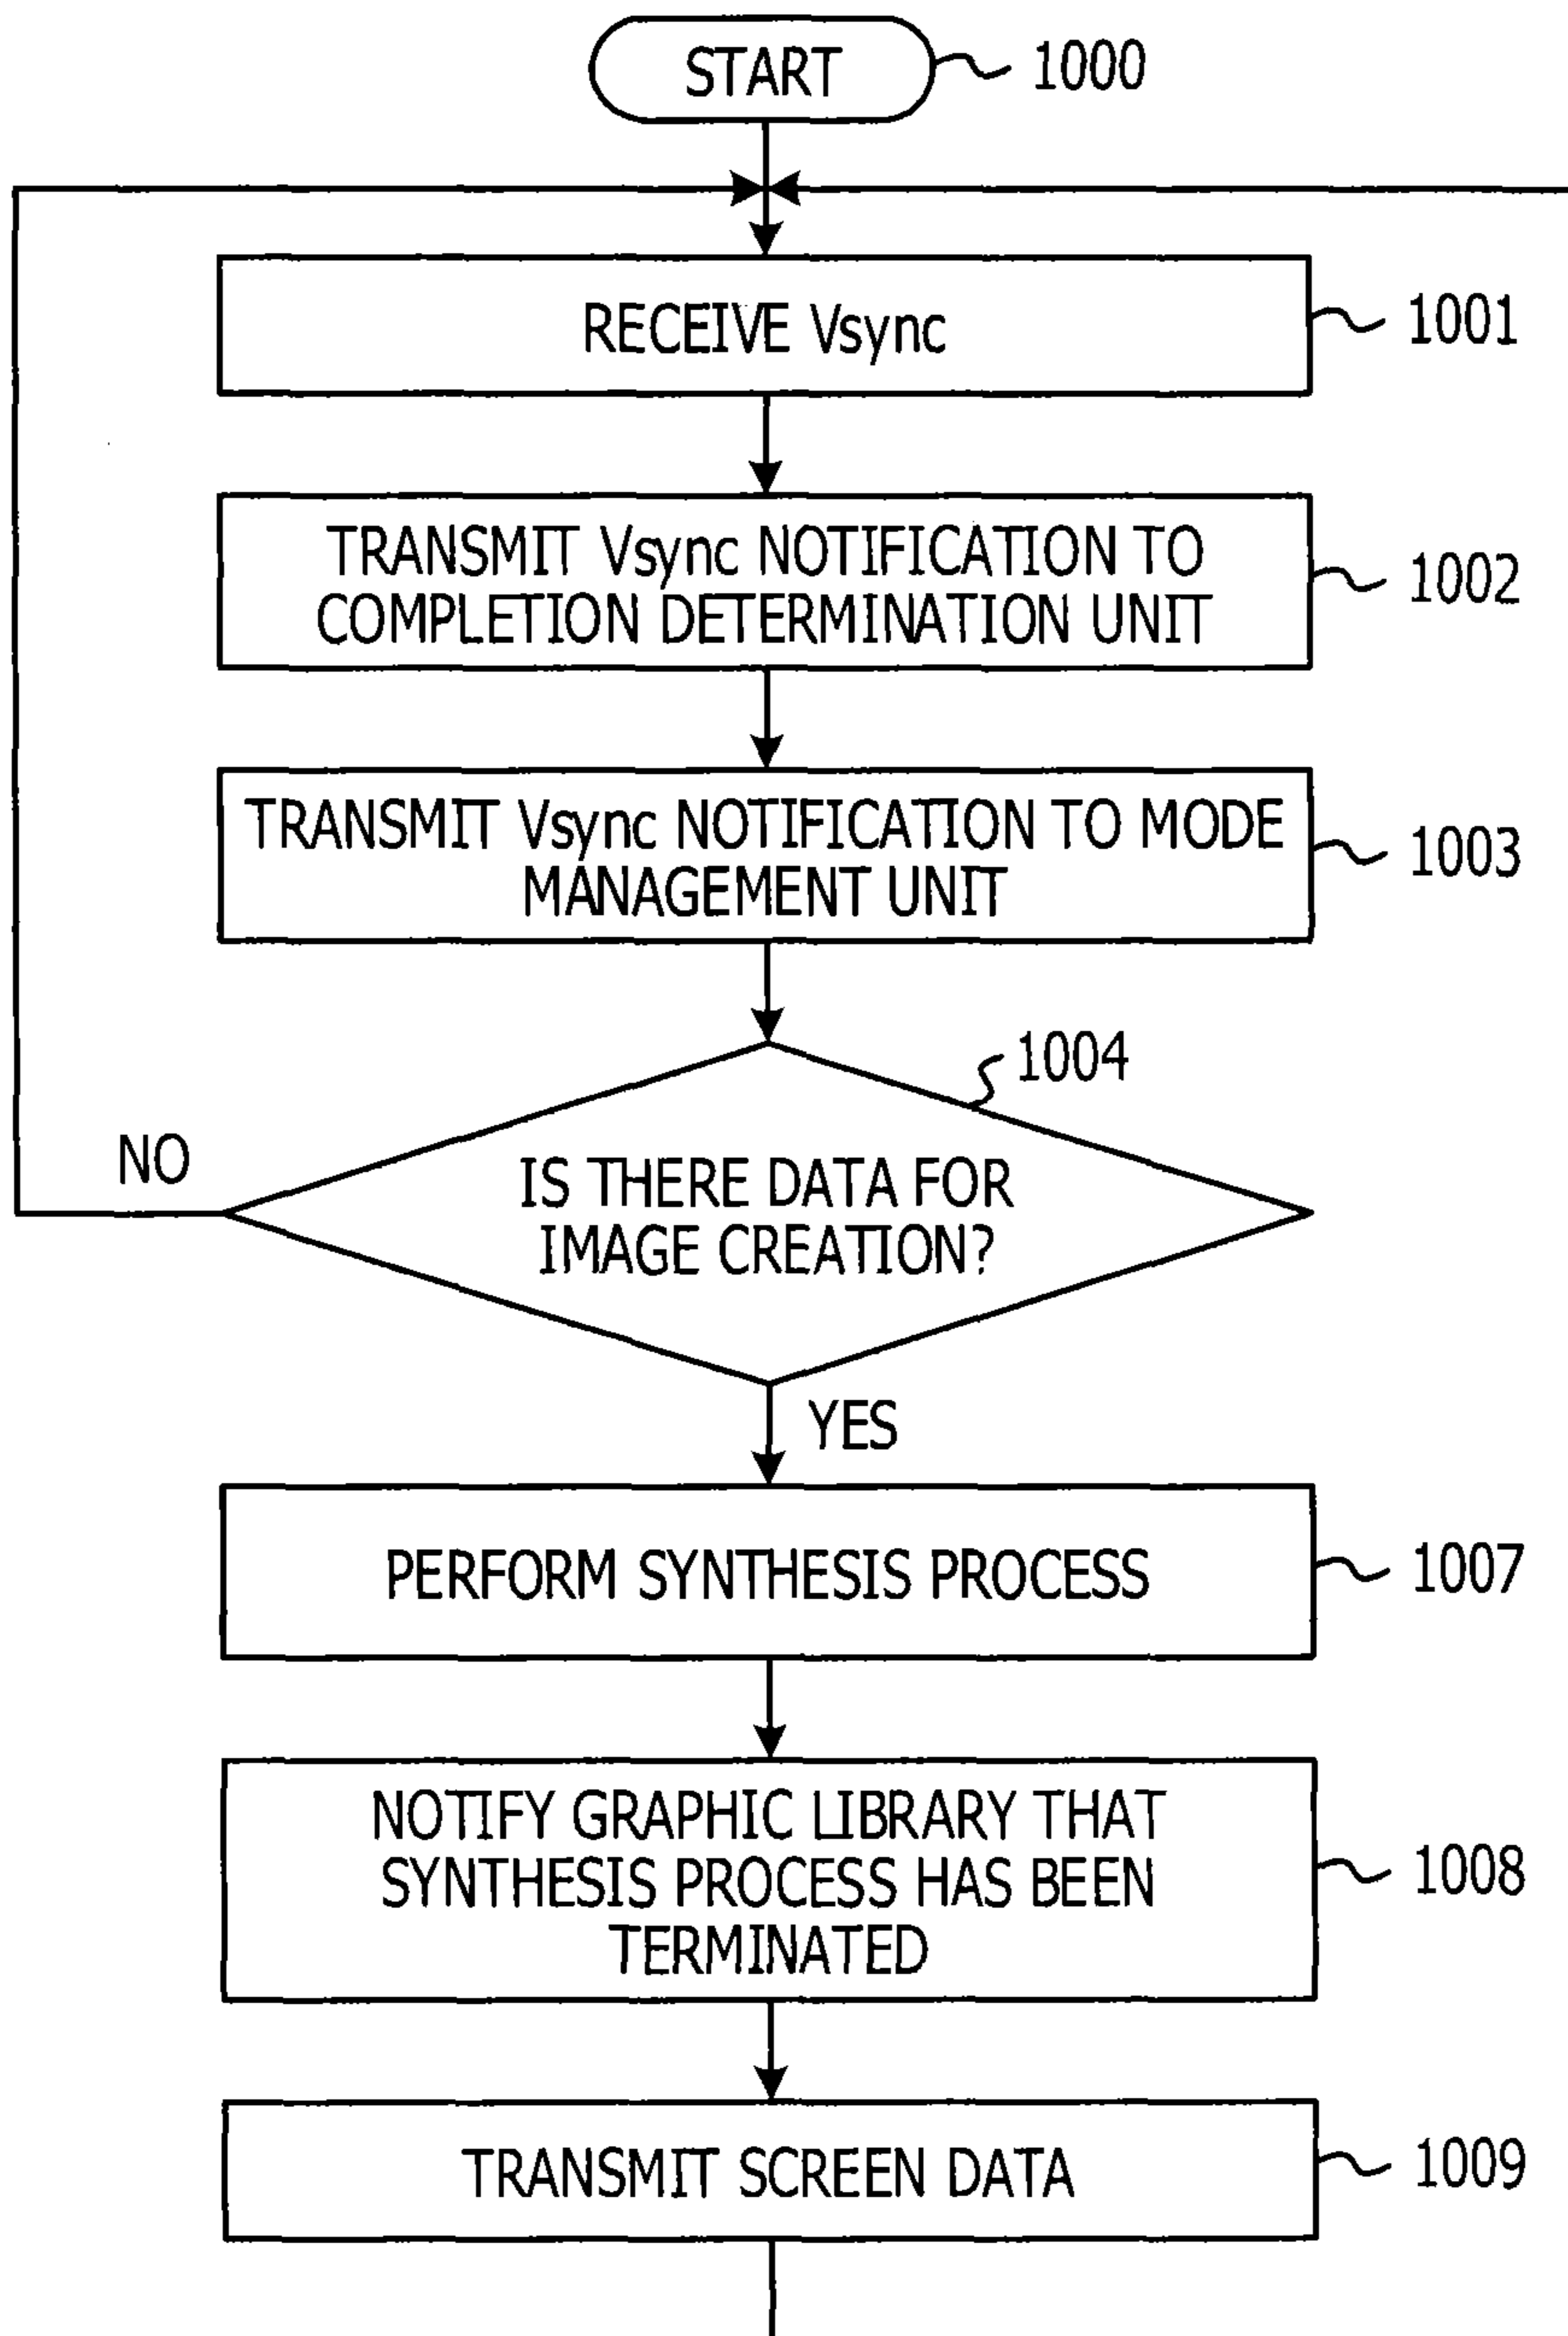 START
1000
RECEIVE Vsync
1001
TRANSMIT Vsync NOTIFICATION TO
COMPLETION DETERMINATION UNIT
1002
TRANSMIT Vsync NOTIFICATION TO MODE
MANAGEMENT UNIT
1003
1004
NO
IS THERE DATA FOR
IMAGE CREATION?
YES
PERFORM SYNTHESIS PROCESS
1007
NOTIFY GRAPHIC LIBRARY THAT
SYNTHESIS PROCESS HAS BEEN
TERMINATED
1008
TRANSMIT SCREEN DATA
1009